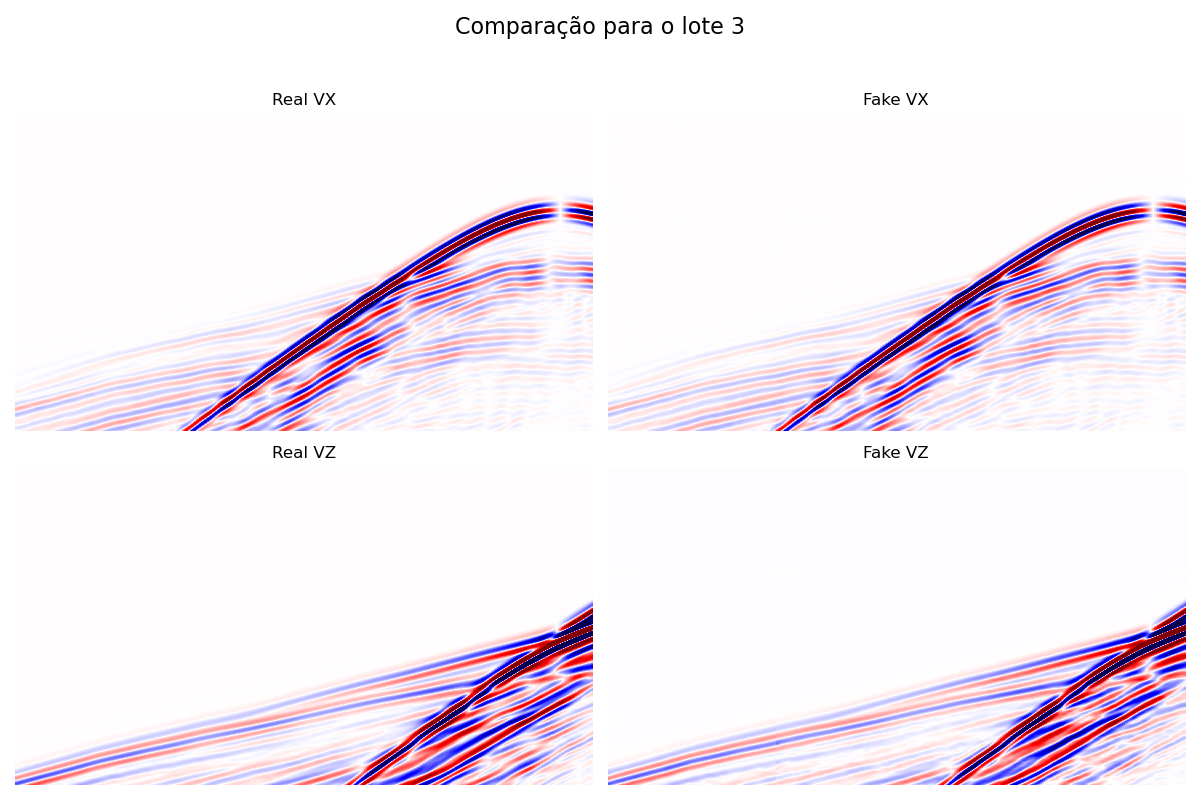 Comparação para o lote 3
Real VX
Fake VX
Real VZ
Fake VZ